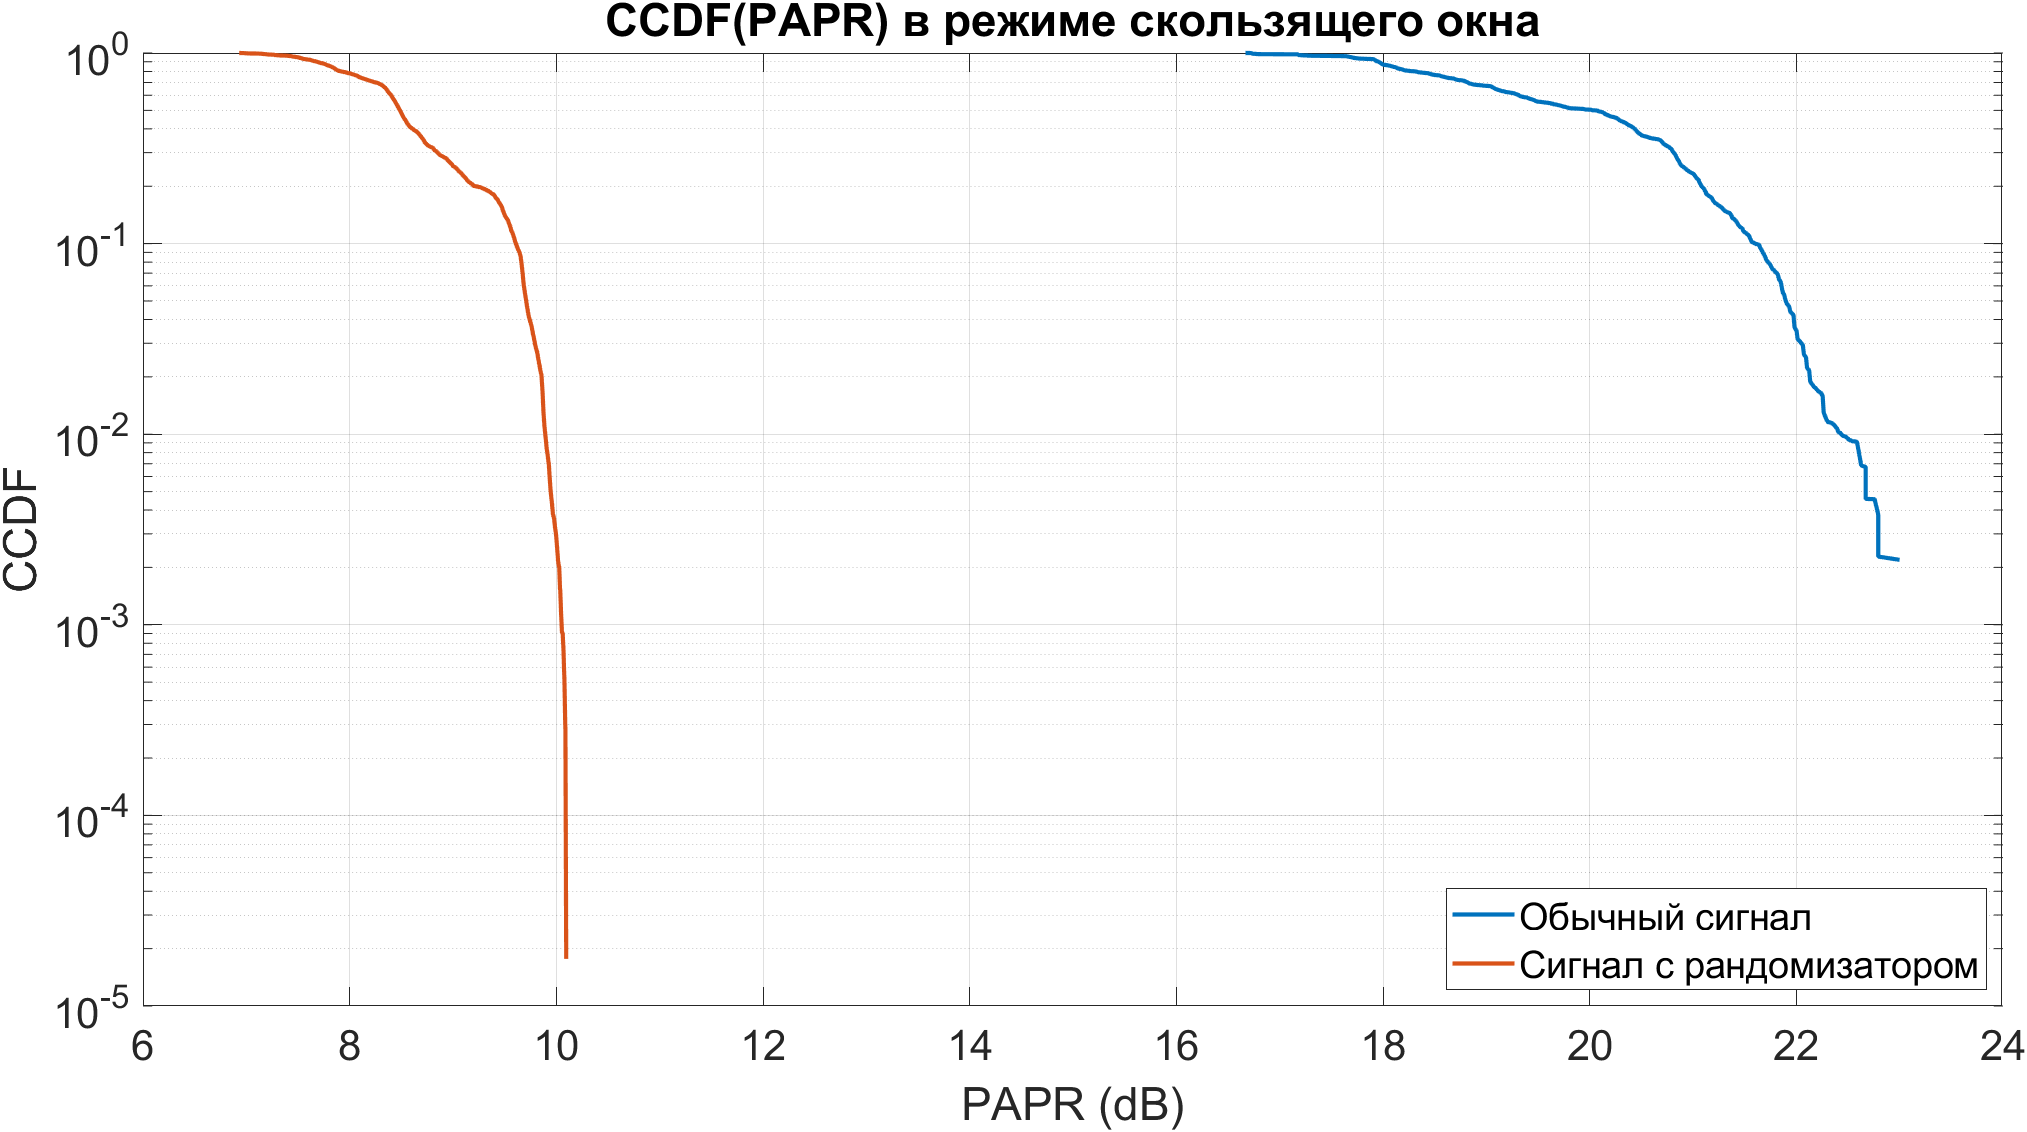 CCDF(PAPR) в режиме скользящего окна
10^0
10^-1
10^-2
10^-3
10^-4
10^-5
CCDF
6 8 10 12 14 16 18 20 22 24
PAPR (dB)
Обычный сигнал
Сигнал с рандомизатором